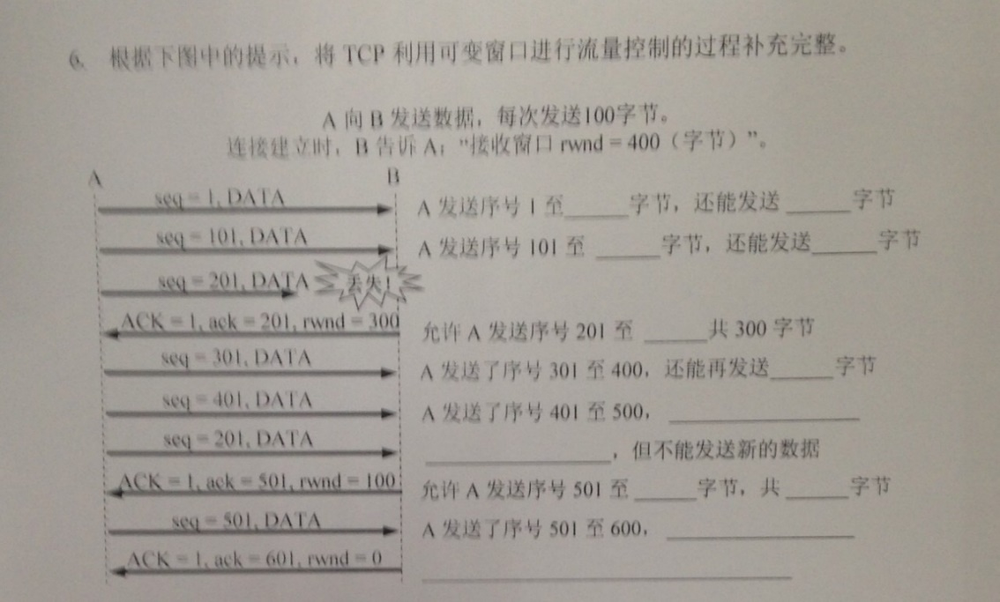 6. 根据下图中的提示，将 TCP 利用可变窗口进行流量控制的过程补充完整。
A 向 B 发送数据，每次发送100字节。
连接建立时，B 告诉 A：“接收窗口 rwnd = 400（字节）”。
A B
seq = 1, DATA A 发送序号 1 至______字节，还能发送 ______字节
seq = 101, DATA A 发送序号 101 至 ______字节，还能发送______字节
seq = 201, DATA 丢失！
ACK = 1, ack = 201, rwnd = 300 允许 A 发送序号 201 至 ______共 300 字节
seq = 301, DATA A 发送了序号 301 至 400，还能再发送______字节
seq = 401, DATA A 发送了序号 401 至 500，__________________
seq = 201, DATA __________________，但不能发送新的数据
ACK = 1, ack = 501, rwnd = 100 允许 A 发送序号 501 至 ______字节，共 ______字节
seq = 501, DATA A 发送了序号 501 至 600，__________________
ACK = 1, ack = 601, rwnd = 0 ____________________________________